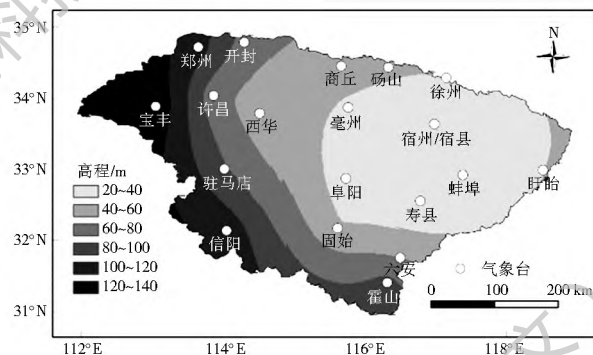 35°N
34°N
33°N
32°N
31°N
112°E
114°E
116°E
118°E
N
郑州
开封
商丘
砀山
徐州
宝丰
许昌
西华
亳州
宿州/宿县
驻马店
阜阳
蚌埠
盱眙
寿县
信阳
固始
六安
霍山
高程/m
20~40
40~60
60~80
80~100
100~120
120~140
气象台
0 100 200 km